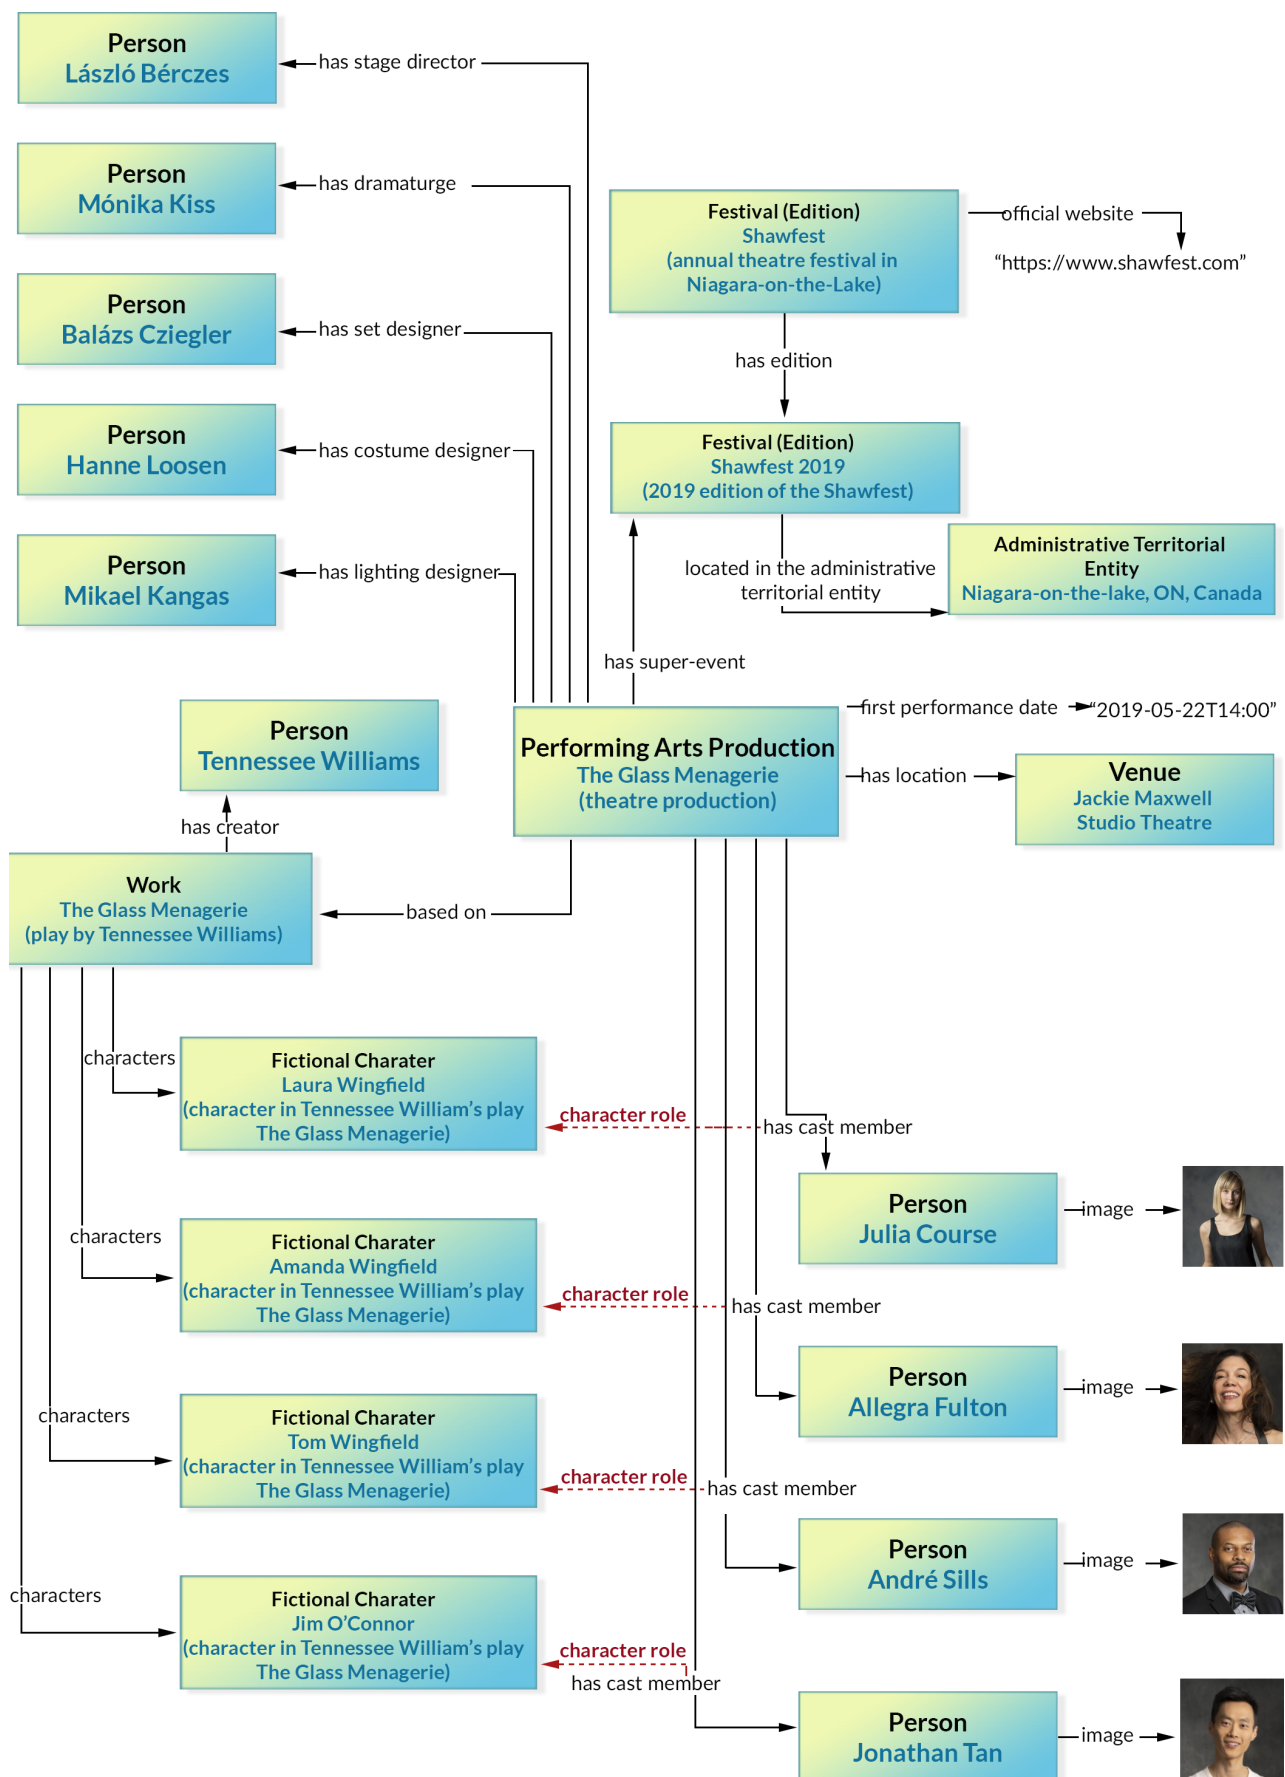 Person
László Bérczes
has stage director
Person
Mónika Kiss
has dramaturge
Festival (Edition)
Shawfest
(annual theatre festival in
Niagara-on-the-Lake)
official website
“https://www.shawfest.com”
Person
Balázs Cziegler
has set designer
has edition
Person
Hanne Loosen
has costume designer
Festival (Edition)
Shawfest 2019
(2019 edition of the Shawfest)
Person
Mikael Kangas
has lighting designer
located in the administrative
territorial entity
Administrative Territorial
Entity
Niagara-on-the-lake, ON, Canada
has super-event
Person
Tennessee Williams
Performing Arts Production
The Glass Menagerie
(theatre production)
first performance date
“2019-05-22T14:00”
has location
Venue
Jackie Maxwell
Studio Theatre
has creator
Work
The Glass Menagerie
(play by Tennessee Williams)
based on
characters
Fictional Charater
Laura Wingfield
(character in Tennessee William’s play
The Glass Menagerie)
character role
has cast member
Person
Julia Course
image
characters
Fictional Charater
Amanda Wingfield
(character in Tennessee William’s play
The Glass Menagerie)
character role
has cast member
Person
Allegra Fulton
image
characters
Fictional Charater
Tom Wingfield
(character in Tennessee William’s play
The Glass Menagerie)
character role
has cast member
Person
André Sills
image
characters
Fictional Charater
Jim O’Connor
(character in Tennessee William’s play
The Glass Menagerie)
character role
has cast member
Person
Jonathan Tan
image